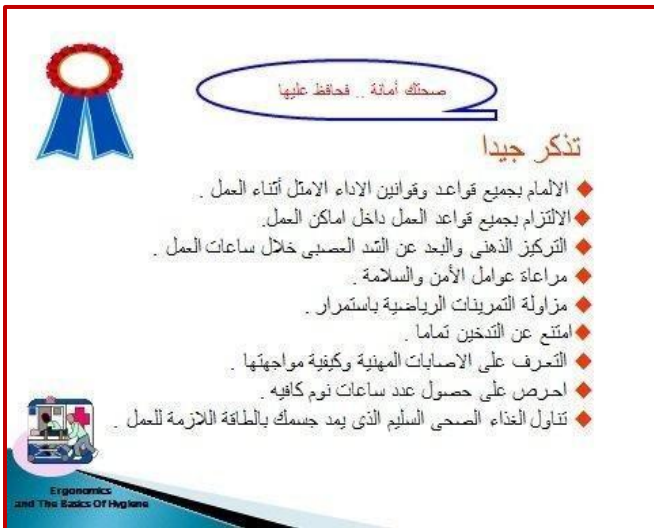 صحتك أمانة .. فحافظ عليها
تذكر جيدا
◆ الالمام بجميع قواعد وقوانين الاداء الامثل أثناء العمل .
◆ الالتزام بجميع قواعد العمل داخل اماكن العمل.
◆ التركيز الذهنى والبعد عن الشد العصبى خلال ساعات العمل .
◆ مراعاة عوامل الأمن والسلامة .
◆ مزاولة التمرينات الرياضية باستمرار .
◆ امتنع عن التدخين تماما .
◆ التعرف على الاصابات المهنية وكيفية مواجهتها .
◆ احرص على حصول عدد ساعات نوم كافيه .
◆ تناول الغذاء الصحى السليم الذى يمد جسمك بالطاقة اللازمة للعمل .
Ergonomics
and The Basics Of Hygiene